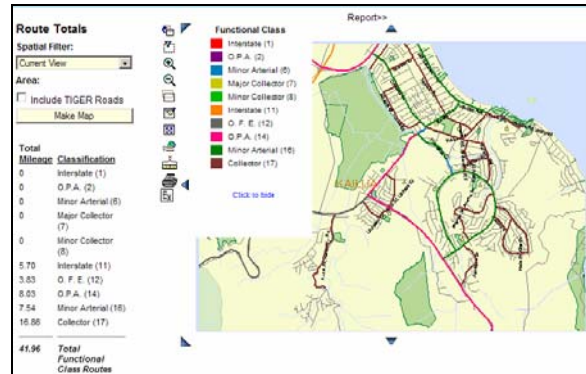 Report>>
Route Totals
Spatial Filter:
Current View
Area:
Include TIGER Roads
Make Map
Total
Mileage Classification
0 Interstate (1)
0 O.P.A. (2)
0 Minor Arterial (6)
0 Major Collector
(7)
0 Minor Collector
(8)
5.70 Interstate (11)
3.83 O. F. E. (12)
8.03 O.P.A. (14)
7.54 Minor Arterial (16)
16.86 Collector (17)
41.96 Total
Functional
Class Routes
Functional Class
Interstate (1)
O.P.A. (2)
Minor Arterial (6)
Major Collector (7)
Minor Collector (8)
Interstate (11)
O. F. E. (12)
O.P.A. (14)
Minor Arterial (16)
Collector (17)
Click to hide